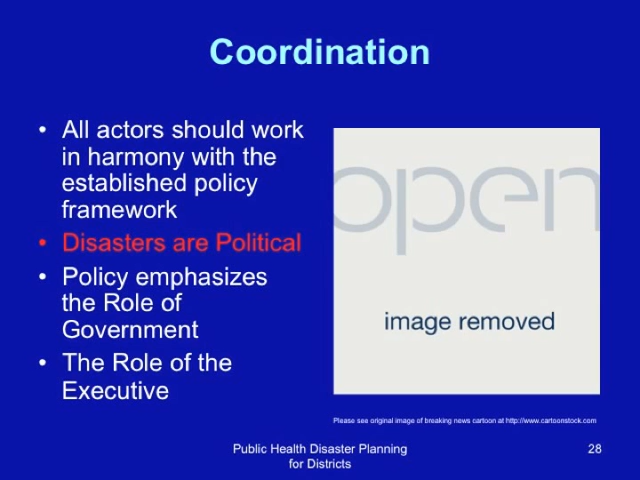 Coordination
• All actors should work
in harmony with the
established policy
framework
• Disasters are Political
• Policy emphasizes
the Role of
Government
• The Role of the
Executive
open
image removed
Please see original image of breaking news cartoon at http://www.cartoonstock.com
Public Health Disaster Planning
for Districts
28